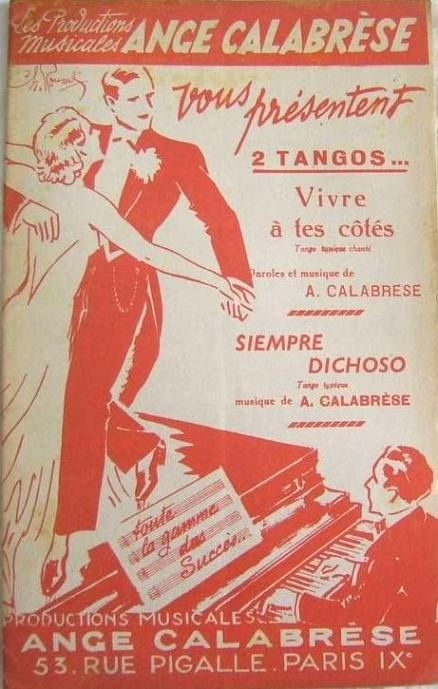 Les Productions
Musicales ANGE CALABRÈSE
vous présentent
2 TANGOS...
Vivre
à tes côtés
Tango typique chanté
Paroles et musique de
A. CALABRESE
SIEMPRE
DICHOSO
Tango typique
musique de A. CALABRÈSE
toute
la gamme
des
Succès...
PRODUCTIONS MUSICALES
ANGE CALABRÈSE
53. RUE PIGALLE. PARIS IXe